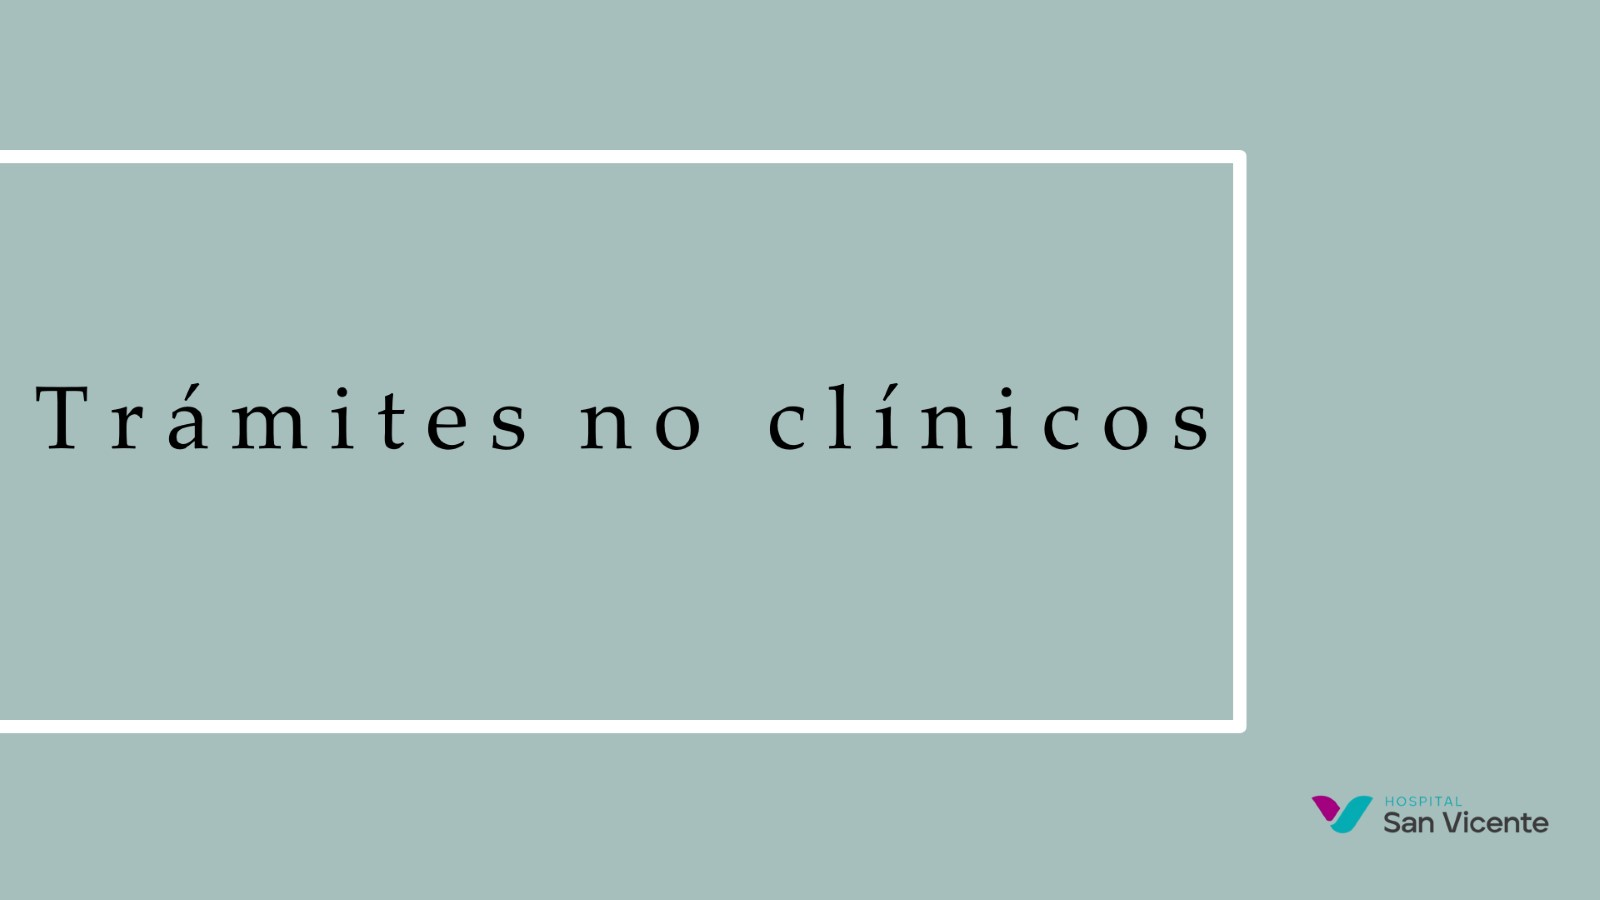 Trámites no clínicos
HOSPITAL
San Vicente